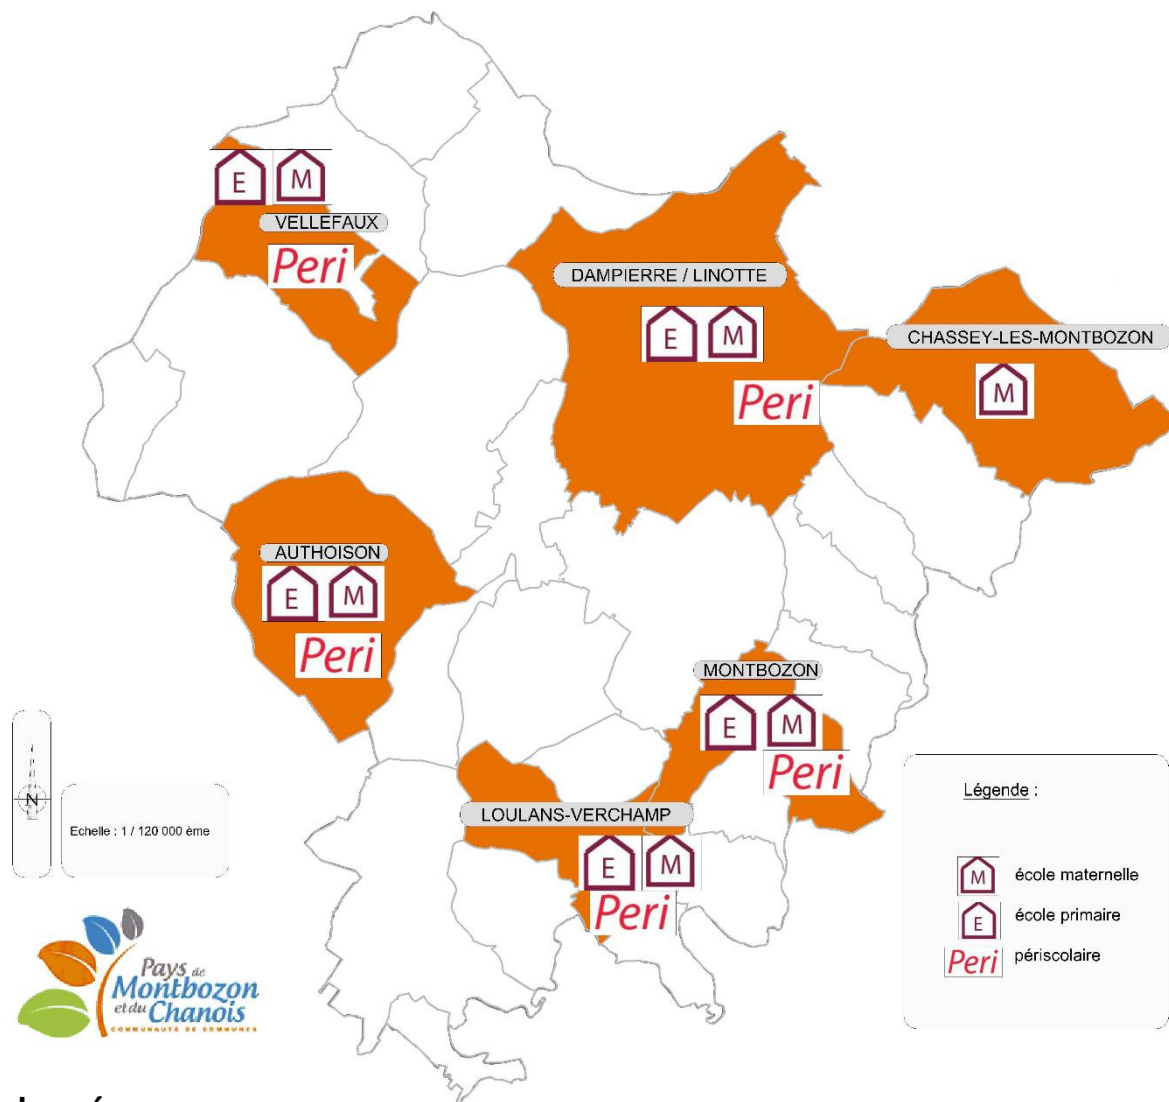 E M
VELLEFAUX
Peri
DAMPIERRE / LINOTTE
E M
Peri
CHASSEY-LES-MONTBOZON
M
AUTHOISON
E M
Peri
MONTBOZON
E M
Peri
LOULANS-VERCHAMP
E M
Peri
N
Echelle : 1 / 120 000 ème
Pays de
Montbozon
et du Chanois
COMMUNAUTÉ DE COMMUNES
Légende :
M école maternelle
E école primaire
Peri périscolaire